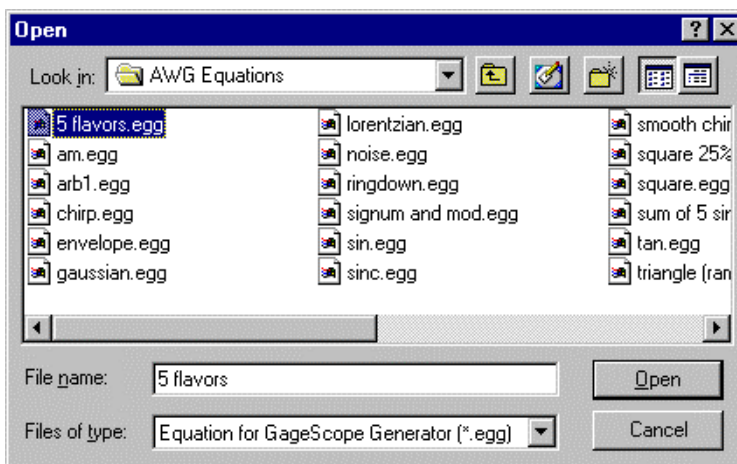 Open
Look in: AWG Equations
5 flavors.egg
am.egg
arb1.egg
chirp.egg
envelope.egg
gaussian.egg
lorentzian.egg
noise.egg
ringdown.egg
signum and mod.egg
sin.egg
sinc.egg
smooth chir
square 25%
square.egg
sum of 5 sin
tan.egg
triangle (ran
File name: 5 flavors
Open
Files of type: Equation for GageScope Generator (*.egg)
Cancel